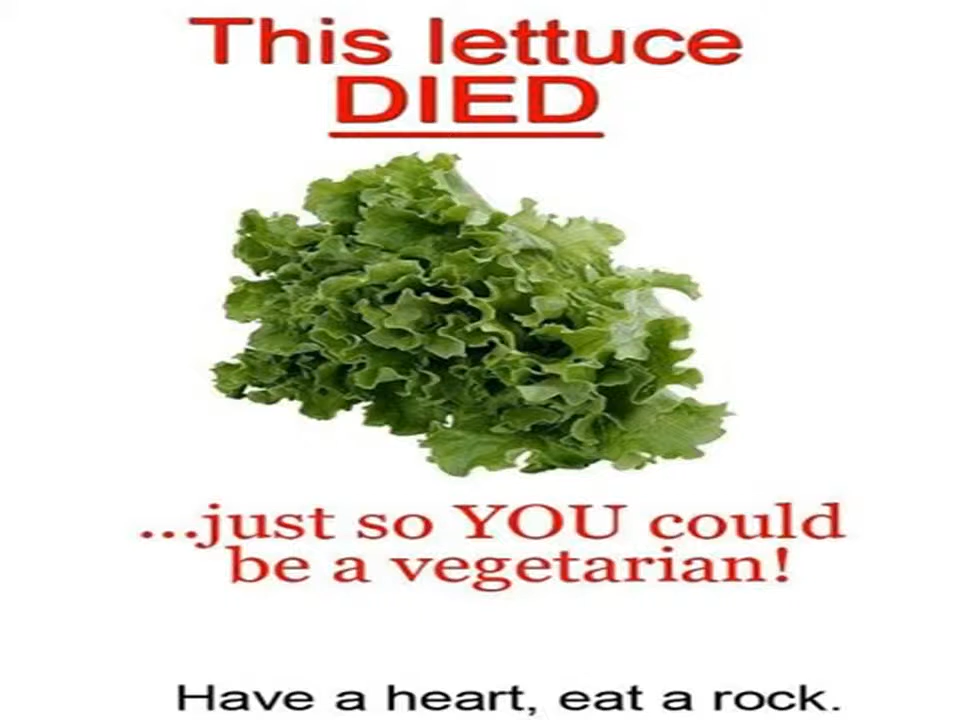 This lettuce
DIED
...just so YOU could
be a vegetarian!
Have a heart, eat a rock.